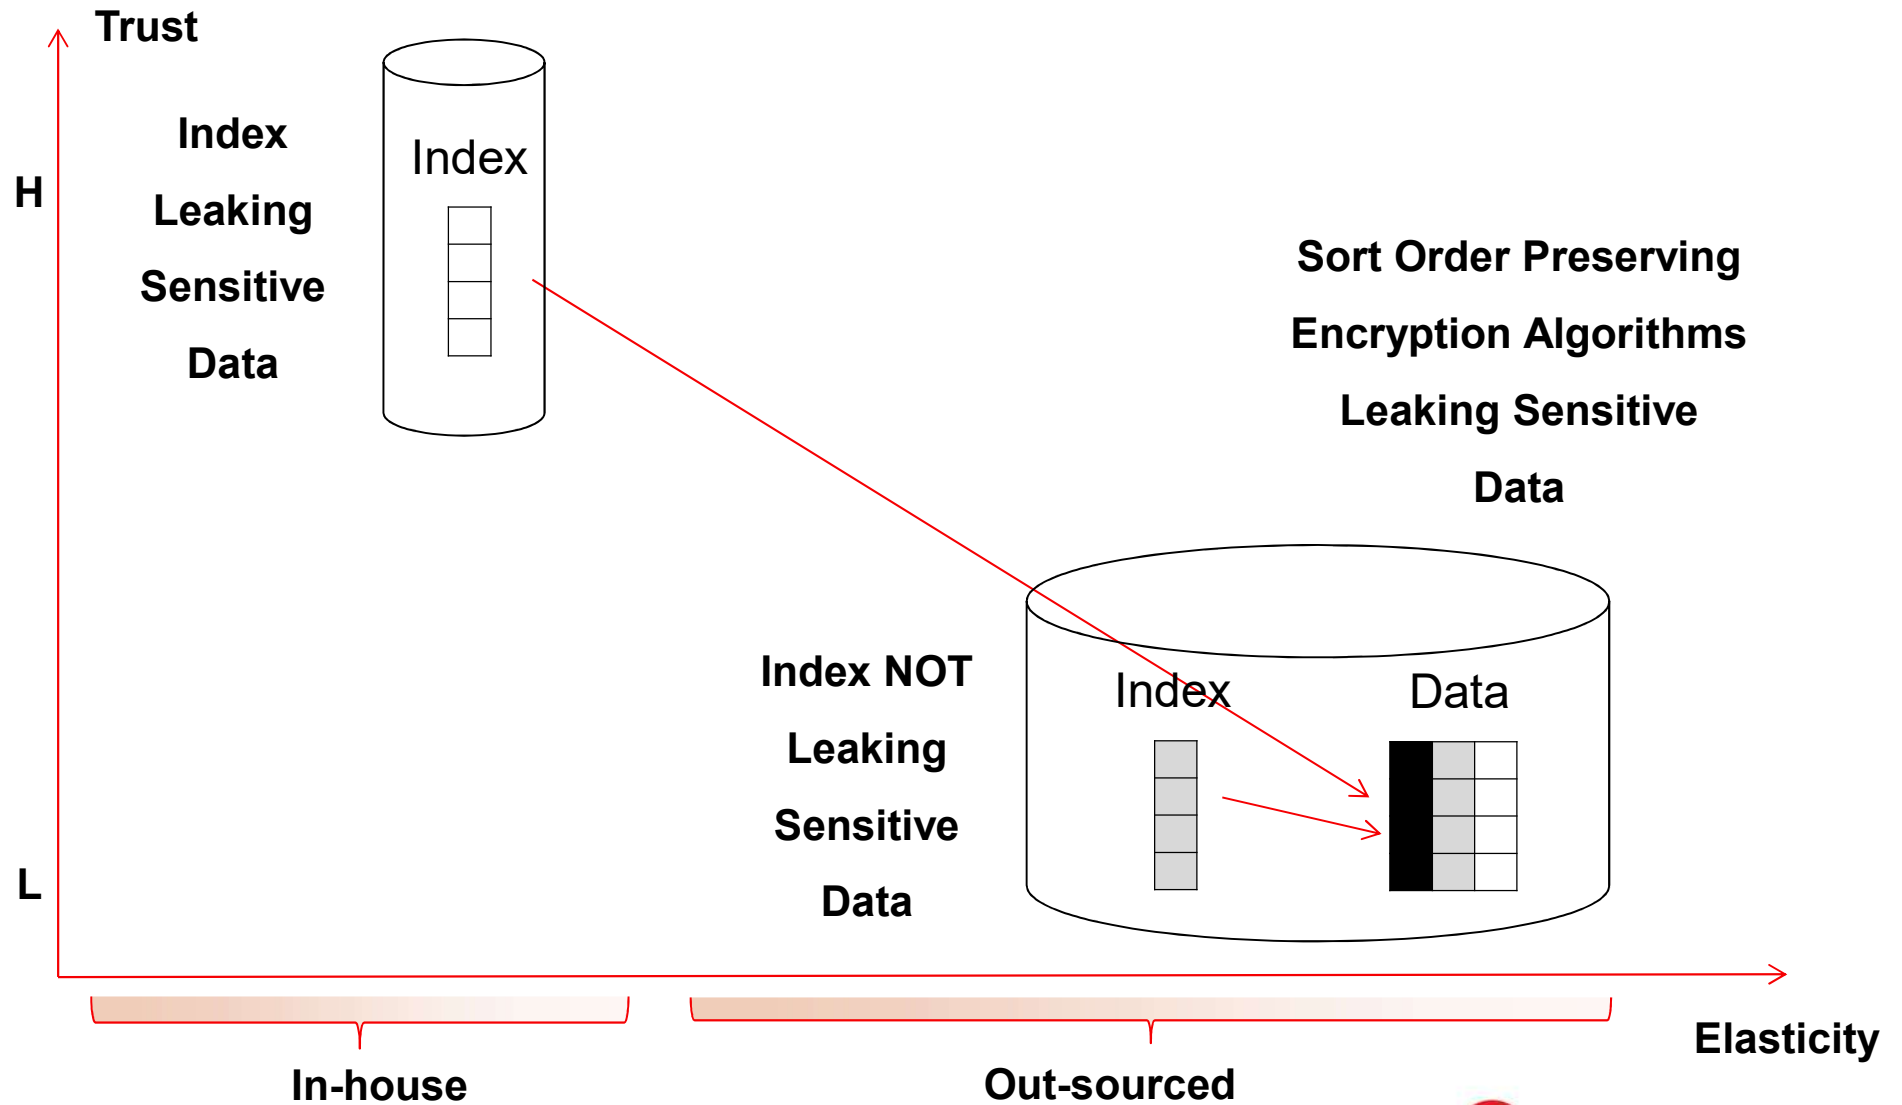 Trust
Index
Leaking
Sensitive
Data
H
Index
Sort Order Preserving
Encryption Algorithms
Leaking Sensitive
Data
Index NOT
Leaking
Sensitive
Data
Index
Data
L
Elasticity
In-house
Out-sourced